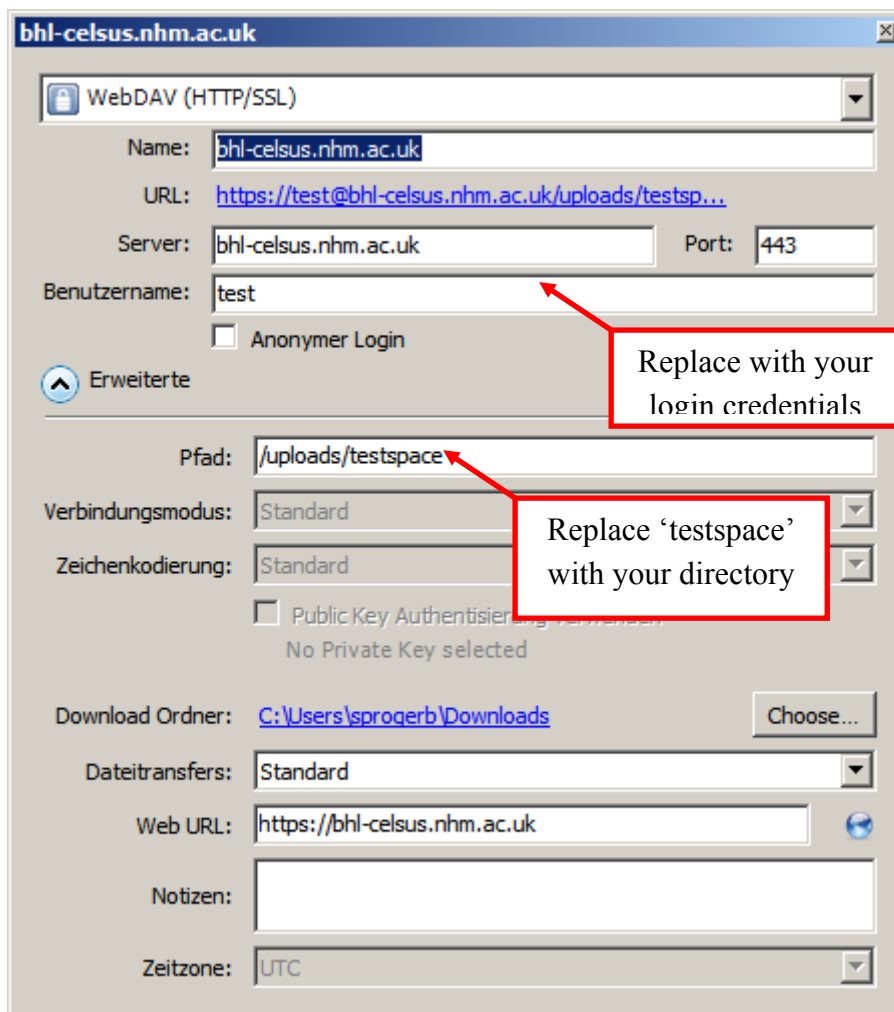 bhl-celsus.nhm.ac.uk
WebDAV (HTTP/SSL)
Name: bhl-celsus.nhm.ac.uk
URL: https://test@bhl-celsus.nhm.ac.uk/uploads/testsp...
Server: bhl-celsus.nhm.ac.uk Port: 443
Benutzername: test
Anonymer Login
Replace with your
login credentials
Erweiterte
Pfad: /uploads/testspace
Verbindungsmodus: Standard
Replace ‘testspace’
with your directory
Zeichenkodierung: Standard
Public Key Authentisierung verwenden
No Private Key selected
Download Ordner: C:\Users\sprogerb\Downloads Choose...
Dateitransfers: Standard
Web URL: https://bhl-celsus.nhm.ac.uk
Notizen:
Zeitzone: UTC